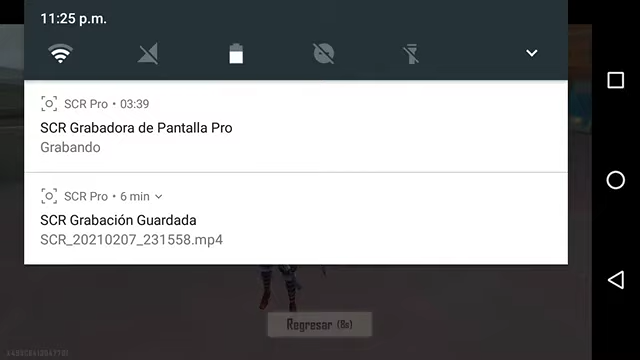 11:25 p.m.
SCR Pro • 03:39
SCR Grabadora de Pantalla Pro
Grabando
SCR Pro • 6 min
SCR Grabación Guardada
SCR_20210207_231558.mp4
Regresar (8s)